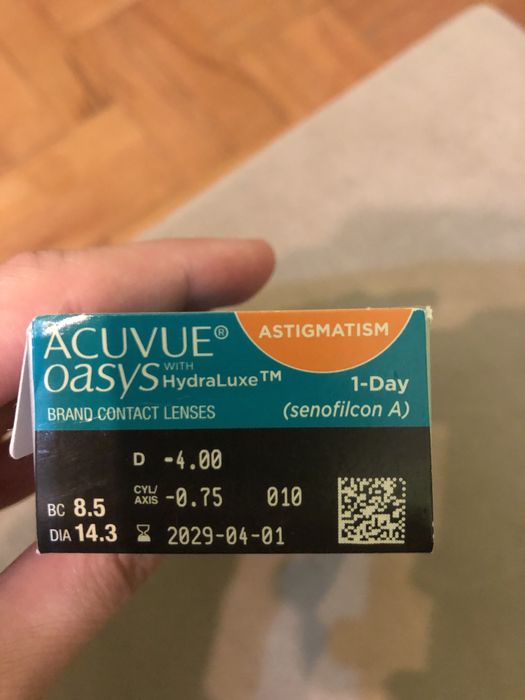 ACUVUE® ASTIGMATISM
oasys WITH HydraLuxe™ 1-Day
BRAND CONTACT LENSES (senofilcon A)
D -4.00
BC 8.5 CYL/AXIS -0.75 010
DIA 14.3 2029-04-01